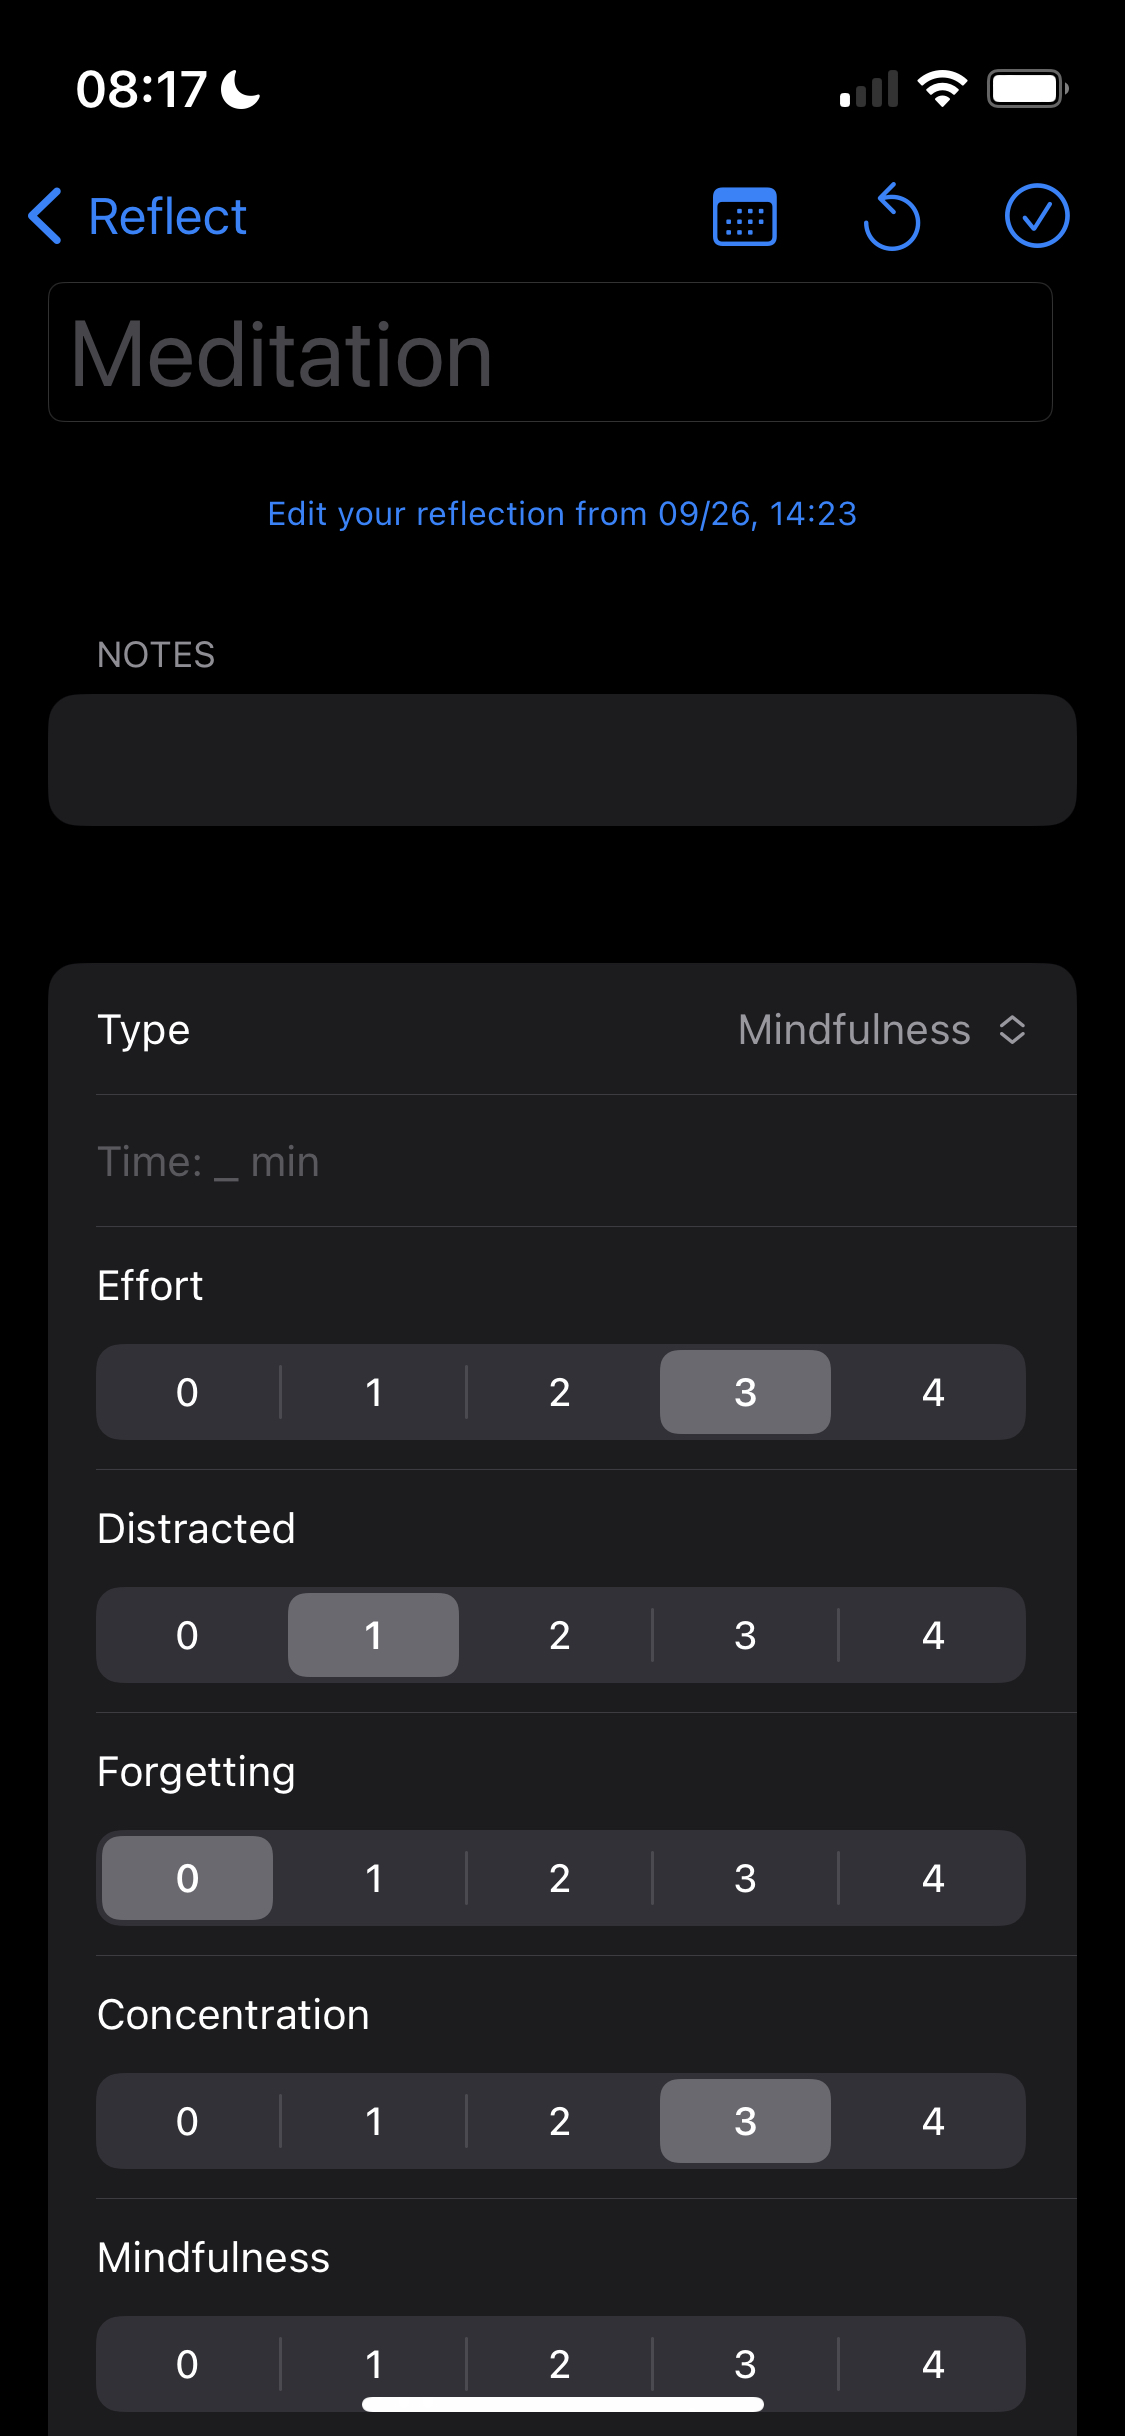 08:17
Reflect
Meditation
Edit your reflection from 09/26, 14:23
NOTES
Type Mindfulness
Time: _ min
Effort
0 1 2 3 4
Distracted
0 1 2 3 4
Forgetting
0 1 2 3 4
Concentration
0 1 2 3 4
Mindfulness
0 1 2 3 4